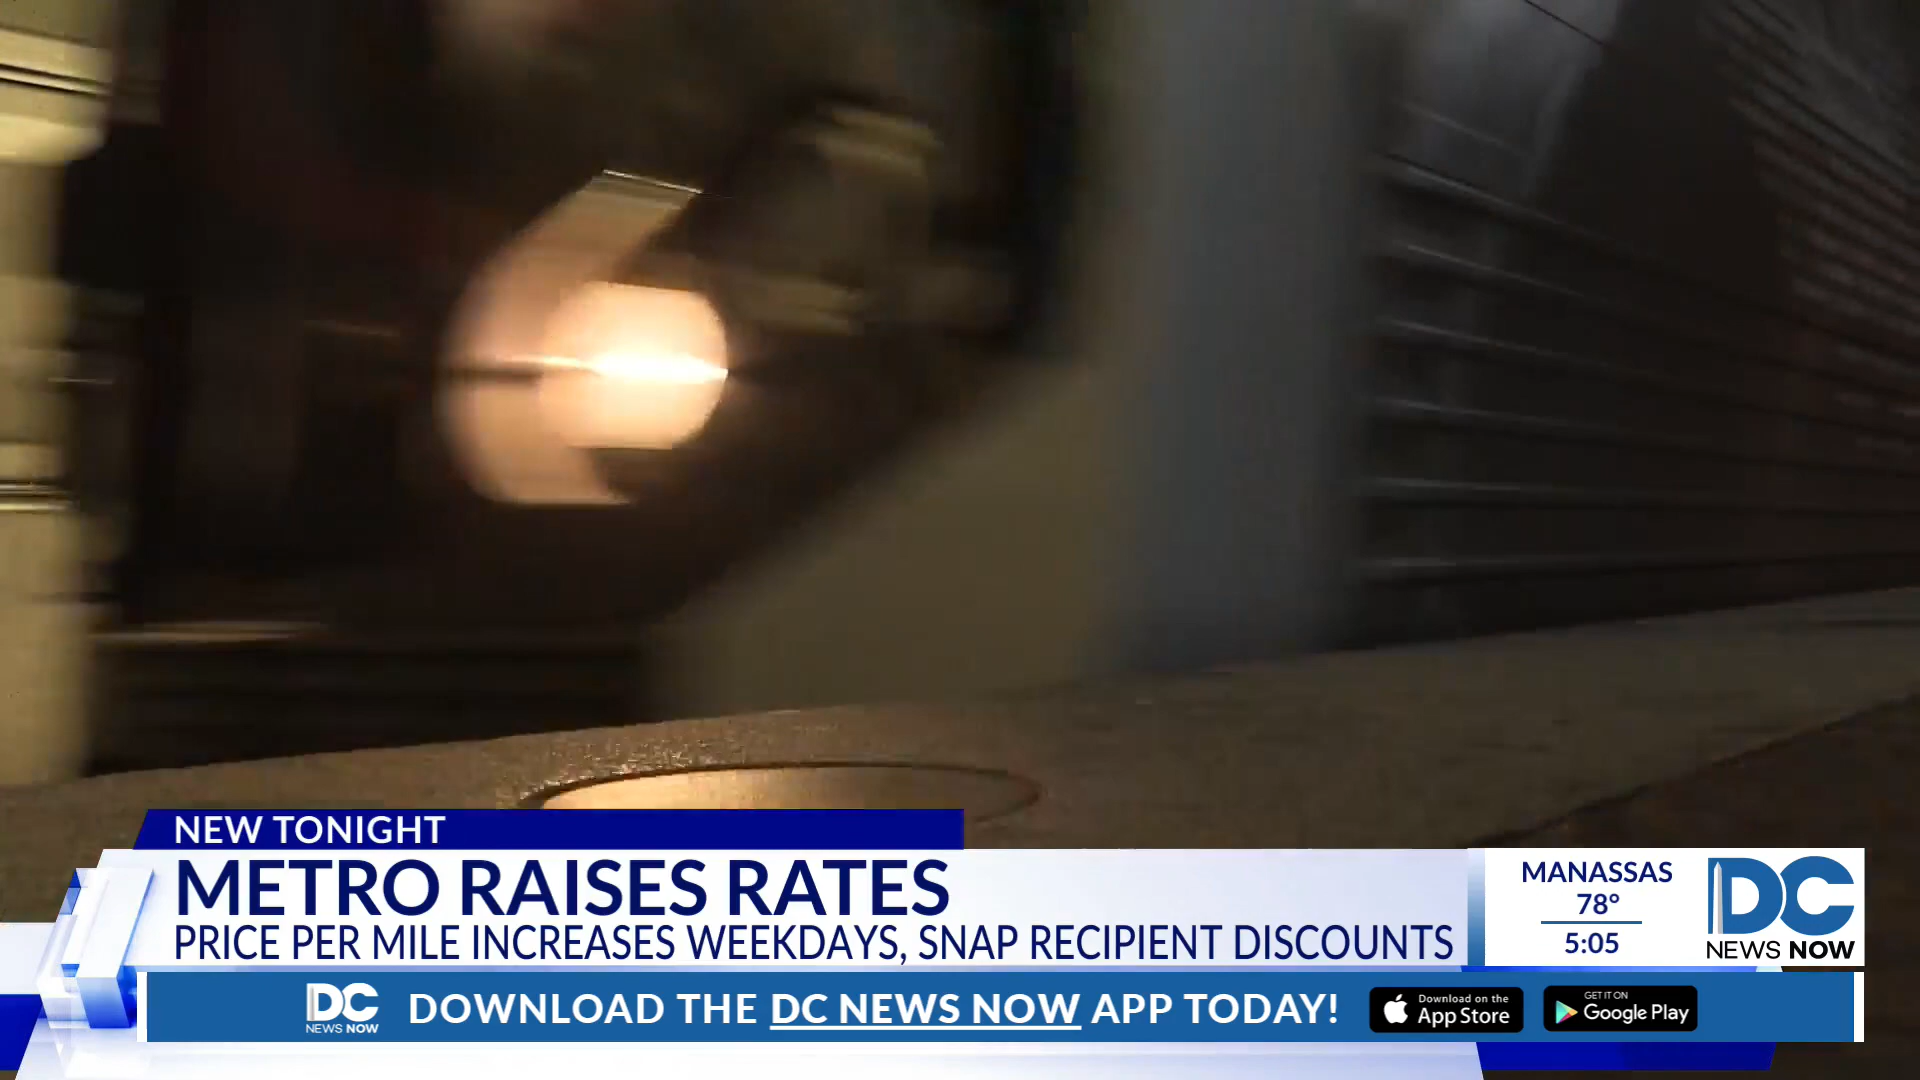 NEW TONIGHT
METRO RAISES RATES
PRICE PER MILE INCREASES WEEKDAYS, SNAP RECIPIENT DISCOUNTS
MANASSAS
78°
5:05
DC
NEWS NOW
DC
NEWS NOW
DOWNLOAD THE DC NEWS NOW APP TODAY!
Download on the
App Store
GET IT ON
Google Play